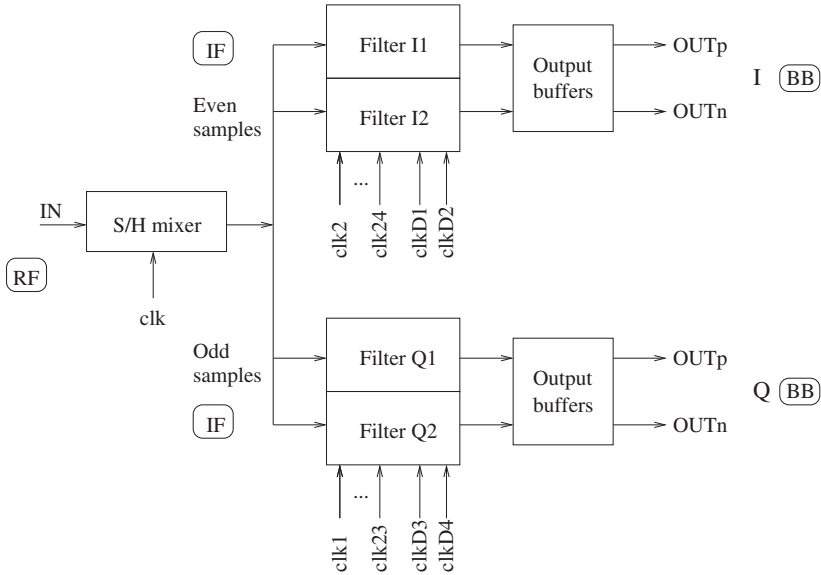 IF
Filter I1
Even
samples
Filter I2
Output
buffers
OUTp
OUTn
I
BB
clk2
...
clk24
clkD1
clkD2
IN
S/H mixer
RF
clk
Odd
samples
IF
Filter Q1
Filter Q2
Output
buffers
OUTp
OUTn
Q
BB
clk1
...
clk23
clkD3
clkD4